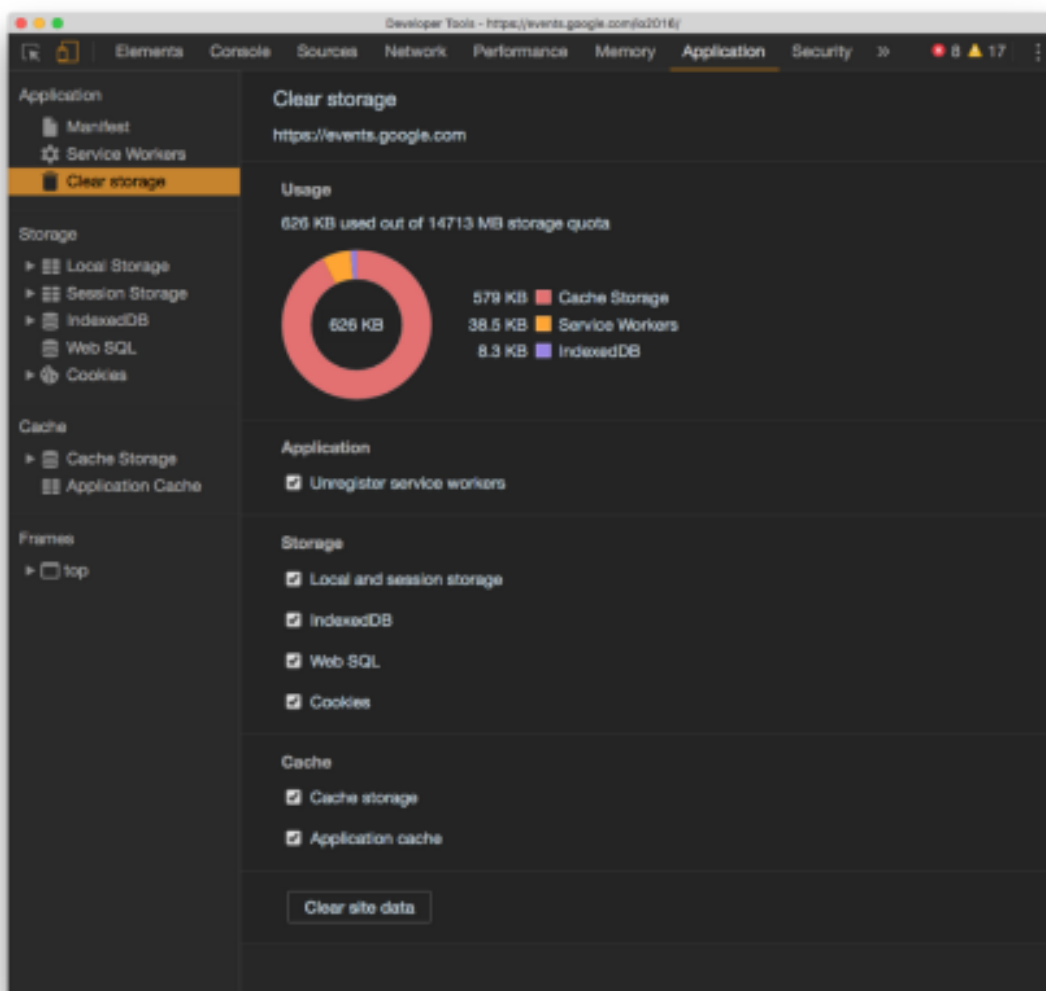 Developer Tools - https://events.google.com/io2016/
Elements Console Sources Network Performance Memory Application Security » 8 17
Application
Manifest
Service Workers
Clear storage
Storage
Local Storage
Session Storage
IndexedDB
Web SQL
Cookies
Cache
Cache Storage
Application Cache
Frames
top
Clear storage
https://events.google.com
Usage
626 KB used out of 14713 MB storage quota
626 KB
579 KB Cache Storage
38.5 KB Service Workers
8.3 KB IndexedDB
Application
Unregister service workers
Storage
Local and session storage
IndexedDB
Web SQL
Cookies
Cache
Cache storage
Application cache
Clear site data